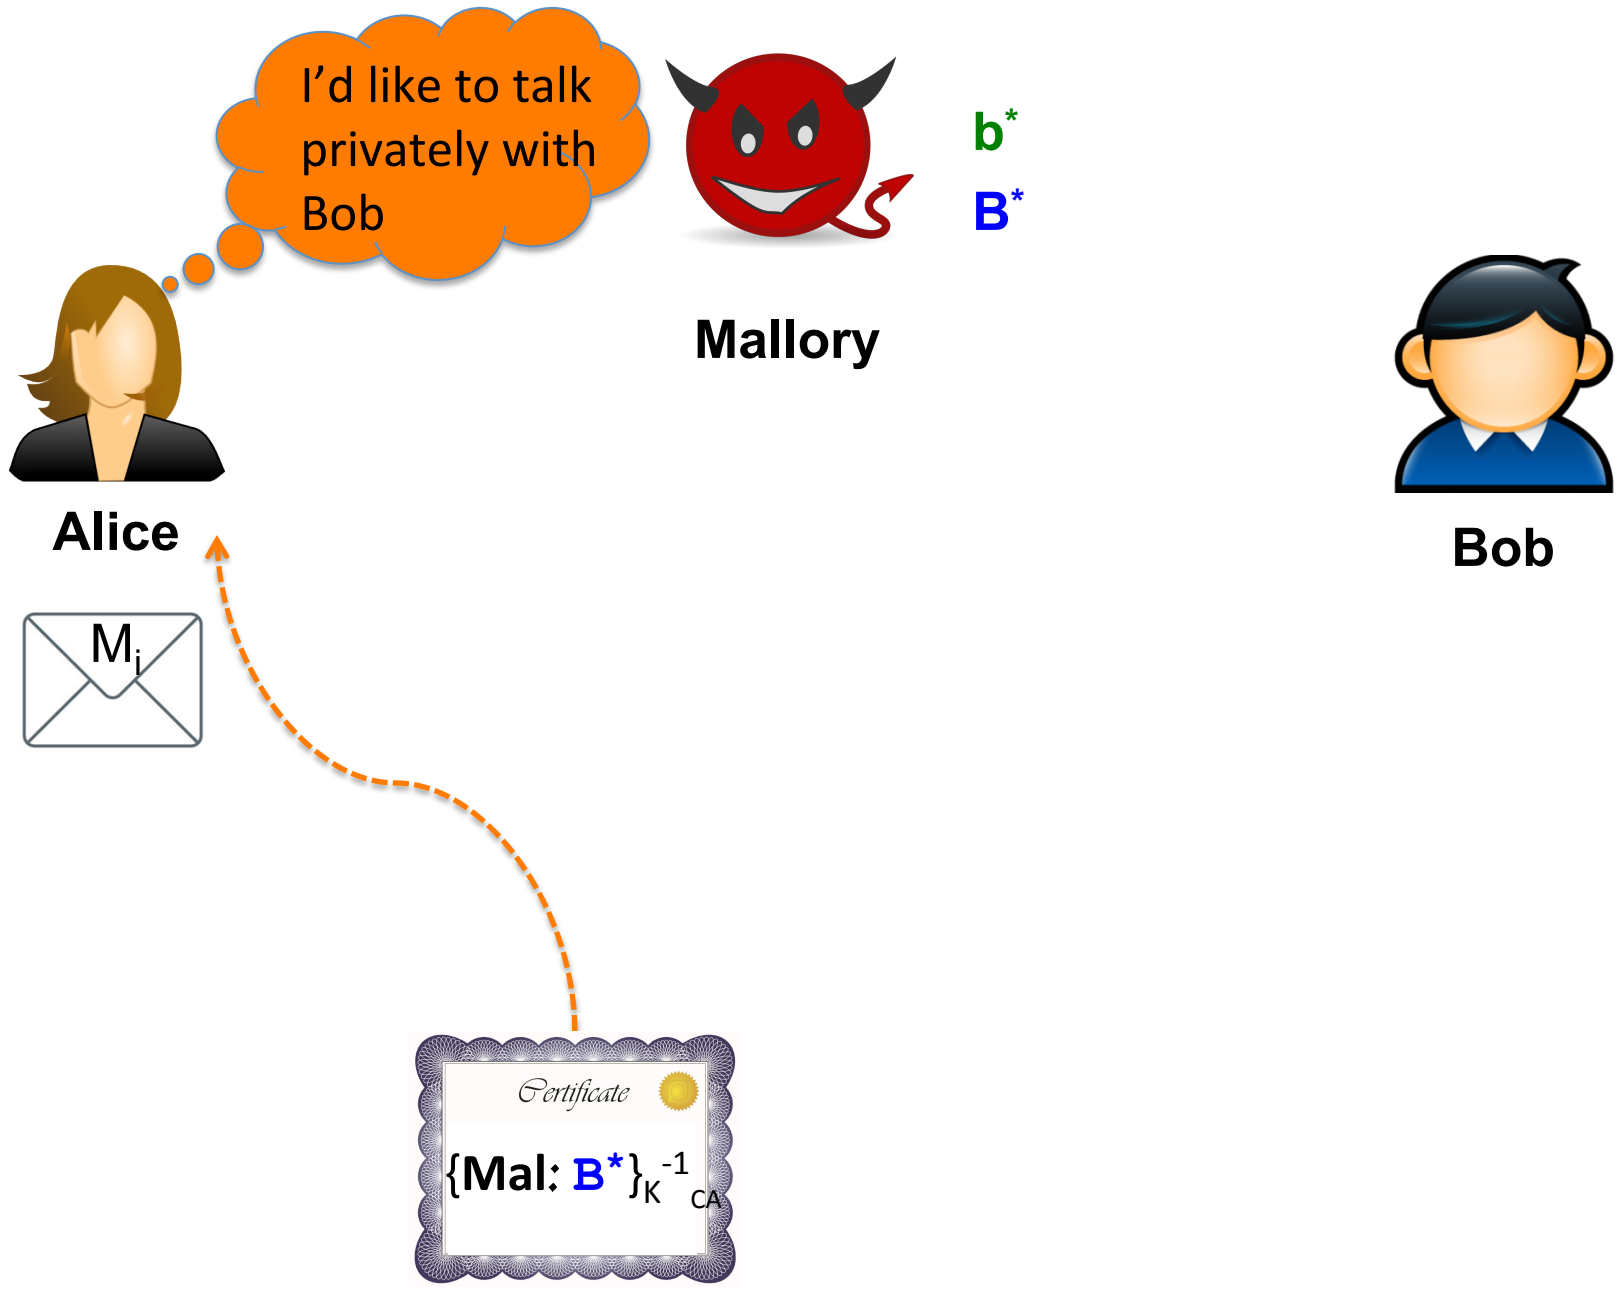 I’d like to talk
privately with
Bob
b*
B*
Mallory
Alice
Bob
Mi
Certificate
{Mal: B*}K-1CA